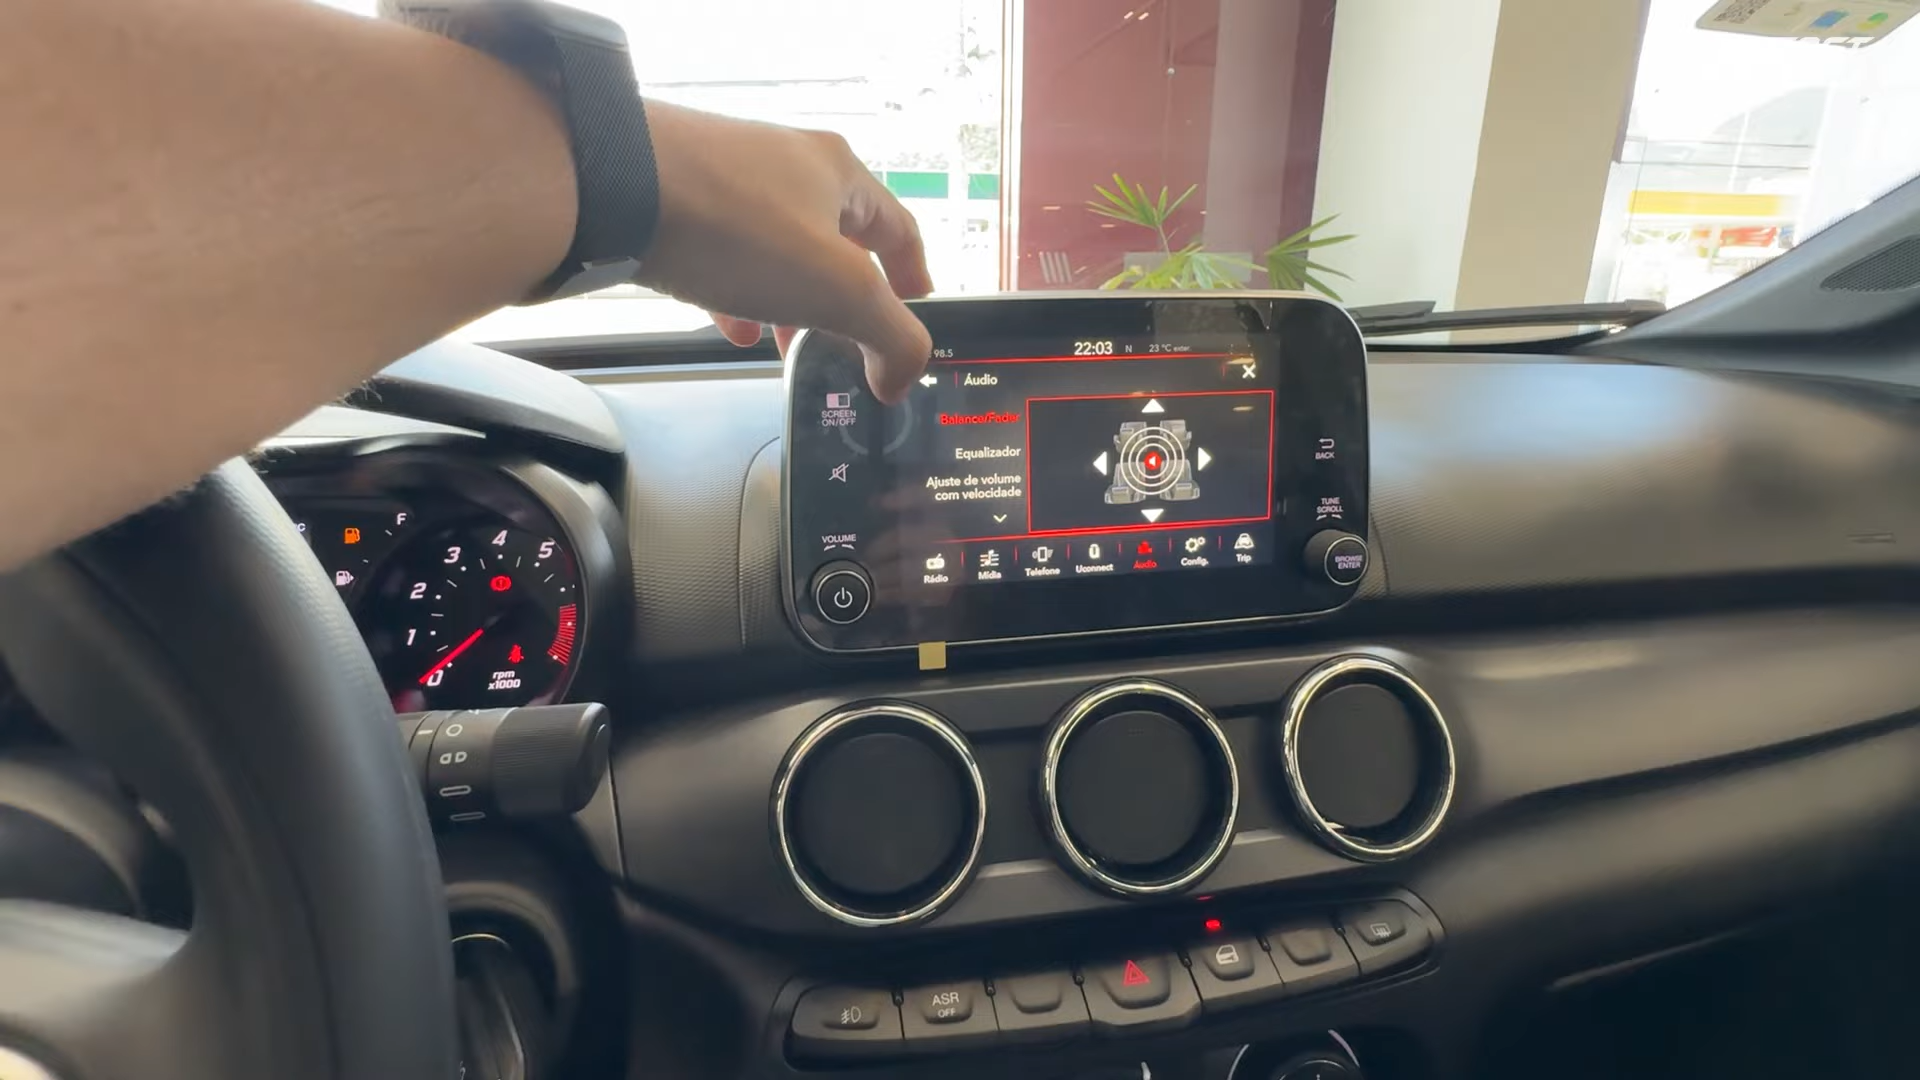 98.5
22:03
N
23 °C exter.
Áudio
SCREEN
ON/OFF
Balance/Fader
Equalizador
Ajuste de volume
com velocidade
BACK
TUNE
SCROLL
VOLUME
BROWSE
ENTER
Rádio
Mídia
Telefone
Uconnect
Áudio
Config.
Trip
F
0
1
2
3
4
5
rpm
x1000
ASR
OFF